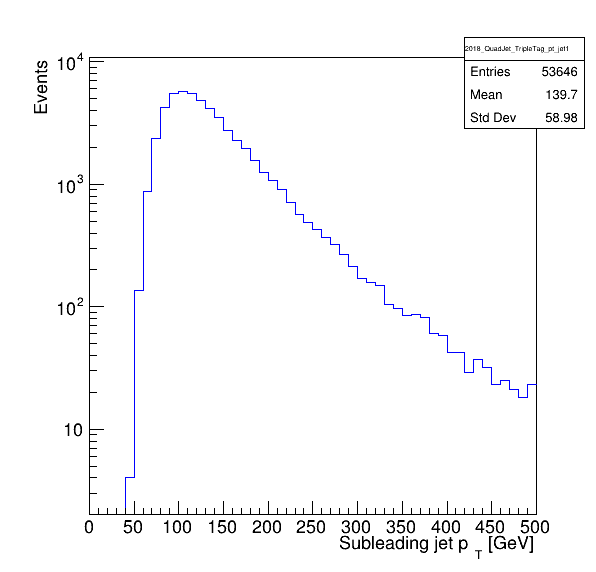 2018_QuadJet_TripleTag_pt_jet1
Entries 53646
Mean 139.7
Std Dev 58.98
Events
10^4
10^3
10^2
10
0 50 100 150 200 250 300 350 400 450 500
Subleading jet p_T [GeV]